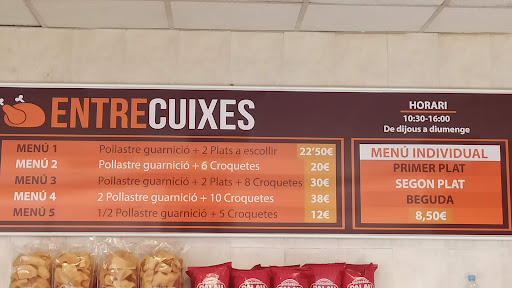 ENTRECUIXES
MENÚ 1 Pollastre guarnició + 2 Plats a escollir 22'50€
MENÚ 2 Pollastre guarnició + 6 Croquetes 20€
MENÚ 3 Pollastre guarnició + 2 Plats + 8 Croquetes 30€
MENÚ 4 2 Pollastre guarnició + 10 Croquetes 38€
MENÚ 5 1/2 Pollastre guarnició + 5 Croquetes 12€
HORARI
10:30-16:00
De dijous a diumenge
MENÚ INDIVIDUAL
PRIMER PLAT
SEGON PLAT
BEGUDA
8,50€